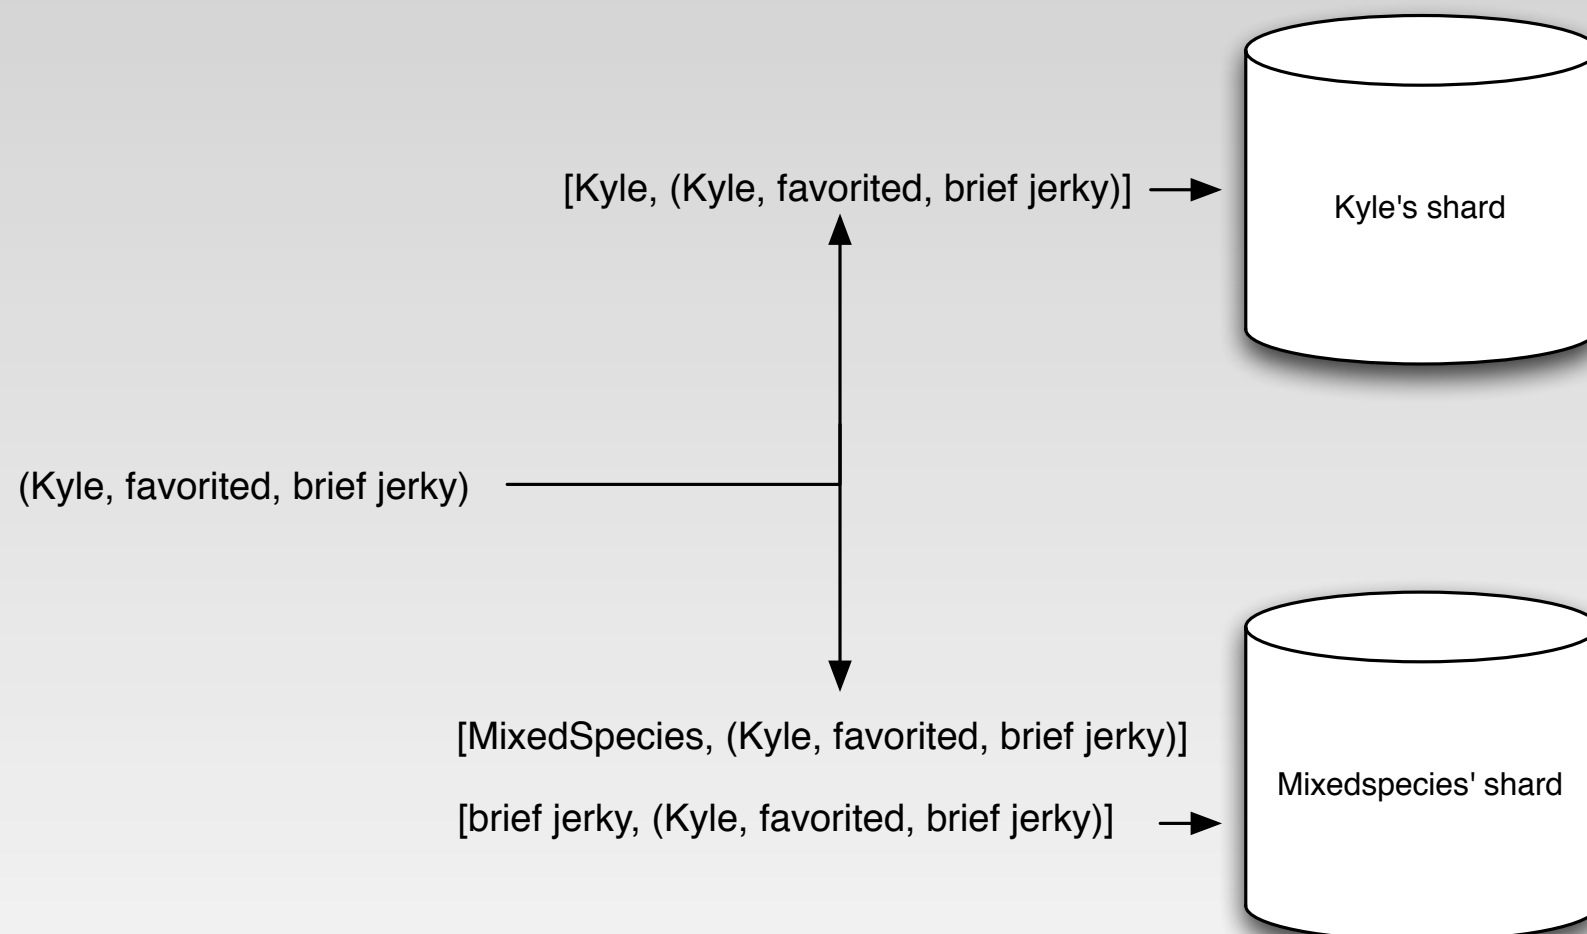 [Kyle, (Kyle, favorited, brief jerky)]
Kyle's shard
(Kyle, favorited, brief jerky)
[MixedSpecies, (Kyle, favorited, brief jerky)]
Mixedspecies' shard
[brief jerky, (Kyle, favorited, brief jerky)]